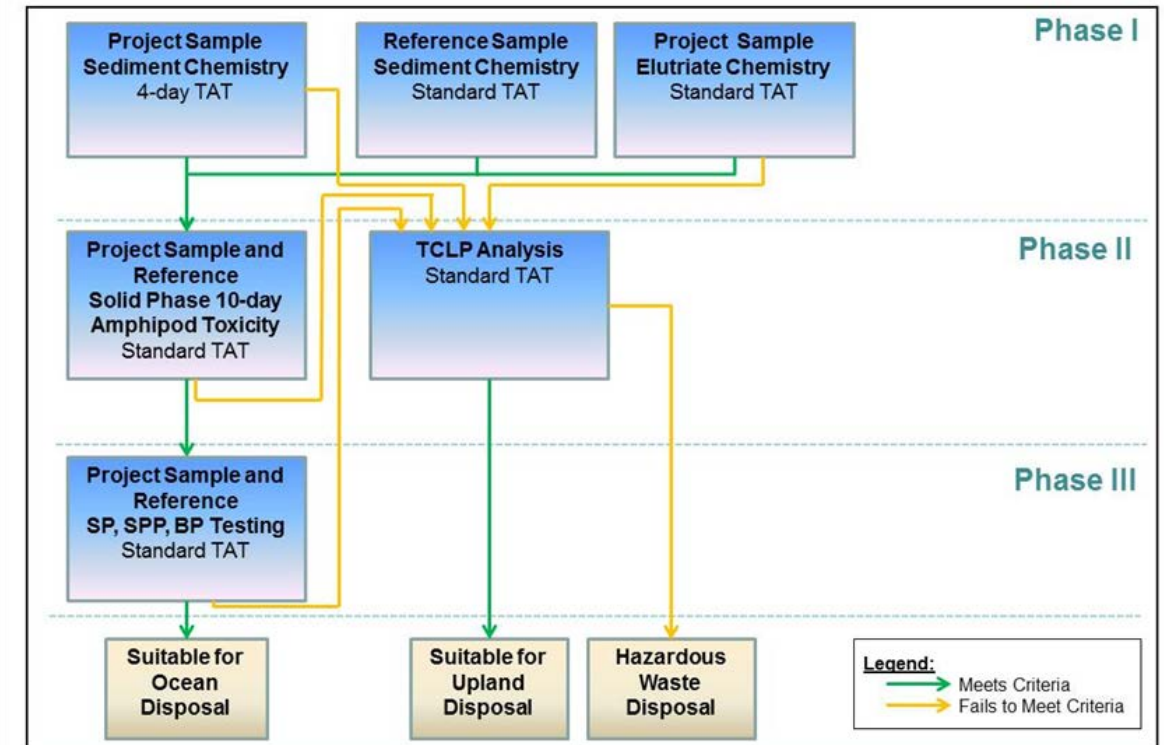 Phase I
Project Sample
Sediment Chemistry
4-day TAT
Reference Sample
Sediment Chemistry
Standard TAT
Project Sample
Elutriate Chemistry
Standard TAT
Phase II
Project Sample and
Reference
Solid Phase 10-day
Amphipod Toxicity
Standard TAT
TCLP Analysis
Standard TAT
Phase III
Project Sample and
Reference
SP, SPP, BP Testing
Standard TAT
Suitable for
Ocean
Disposal
Suitable for
Upland
Disposal
Hazardous
Waste
Disposal
Legend:
Meets Criteria
Fails to Meet Criteria